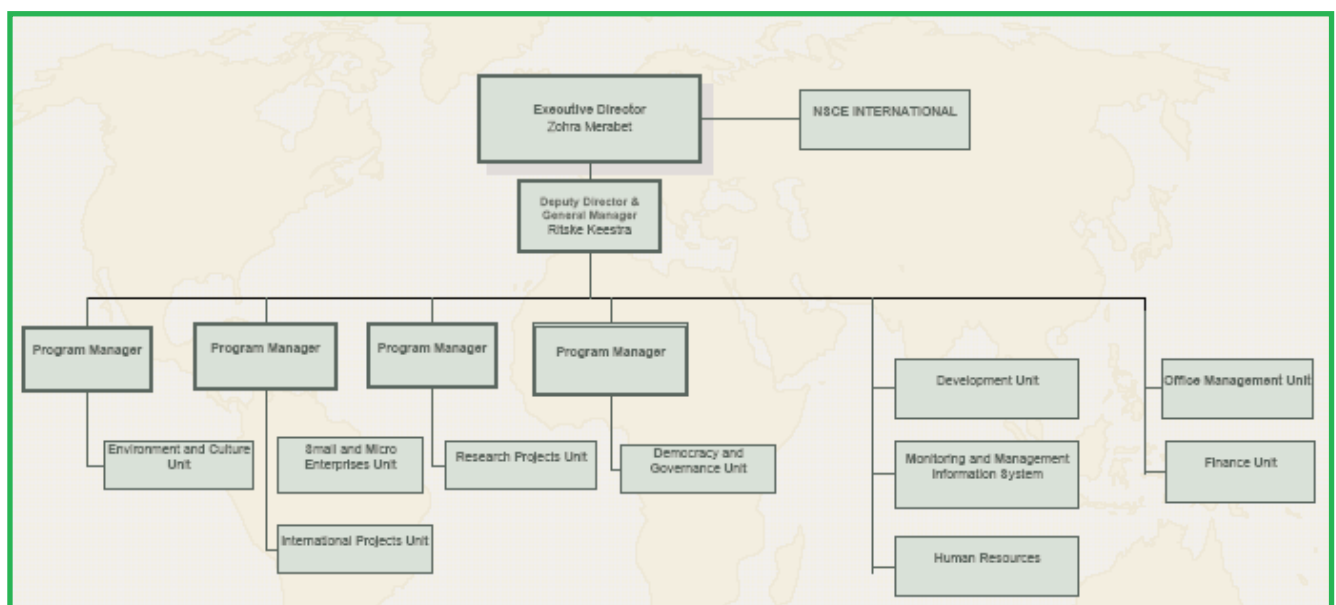 Executive Director
Zohra Merabet
NSCE INTERNATIONAL
Deputy Director &
General Manager
Ritske Keestra
Program Manager
Program Manager
Program Manager
Program Manager
Development Unit
Office Management Unit
Environment and Culture
Unit
Small and Micro
Enterprises Unit
Research Projects Unit
Democracy and
Governance Unit
Monitoring and Management
Information System
Finance Unit
International Projects Unit
Human Resources